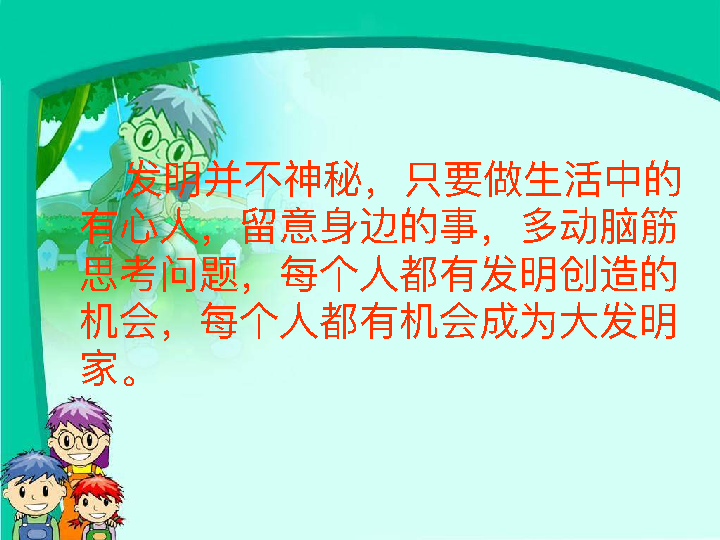 发明并不神秘，只要做生活中的
有心人，留意身边的事，多动脑筋
思考问题，每个人都有发明创造的
机会，每个人都有机会成为大发明
家。